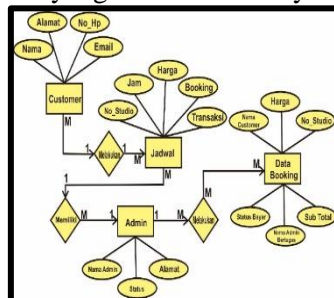 Alamat
No_Hp
Nama
Email
Customer
Jam
Harga
Booking
No_Studio
Transaksi
Harga
Nama Customer
No_Studio
M
1
Melakukan
1
M
Jadwal
M
Data Booking
1
M
Memiliki
M
1
Admin
1
M
Melakukan
M
Status Bayar
Sub Total
Nama Admin
Nama Admin
Alamat
Status